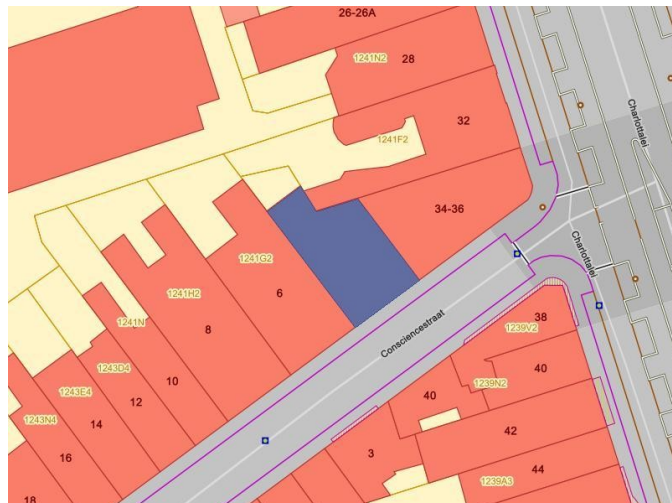 26-26A
1241N2
28
Charlottalei
32
1241F2
34-36
1241G2
6
Charlottalei
1241H2
8
Consciencestraat
38
1239V2
1241N
10
40
1239N2
1243D4
12
40
1243E4
14
42
1243N4
16
3
44
1239A3
18